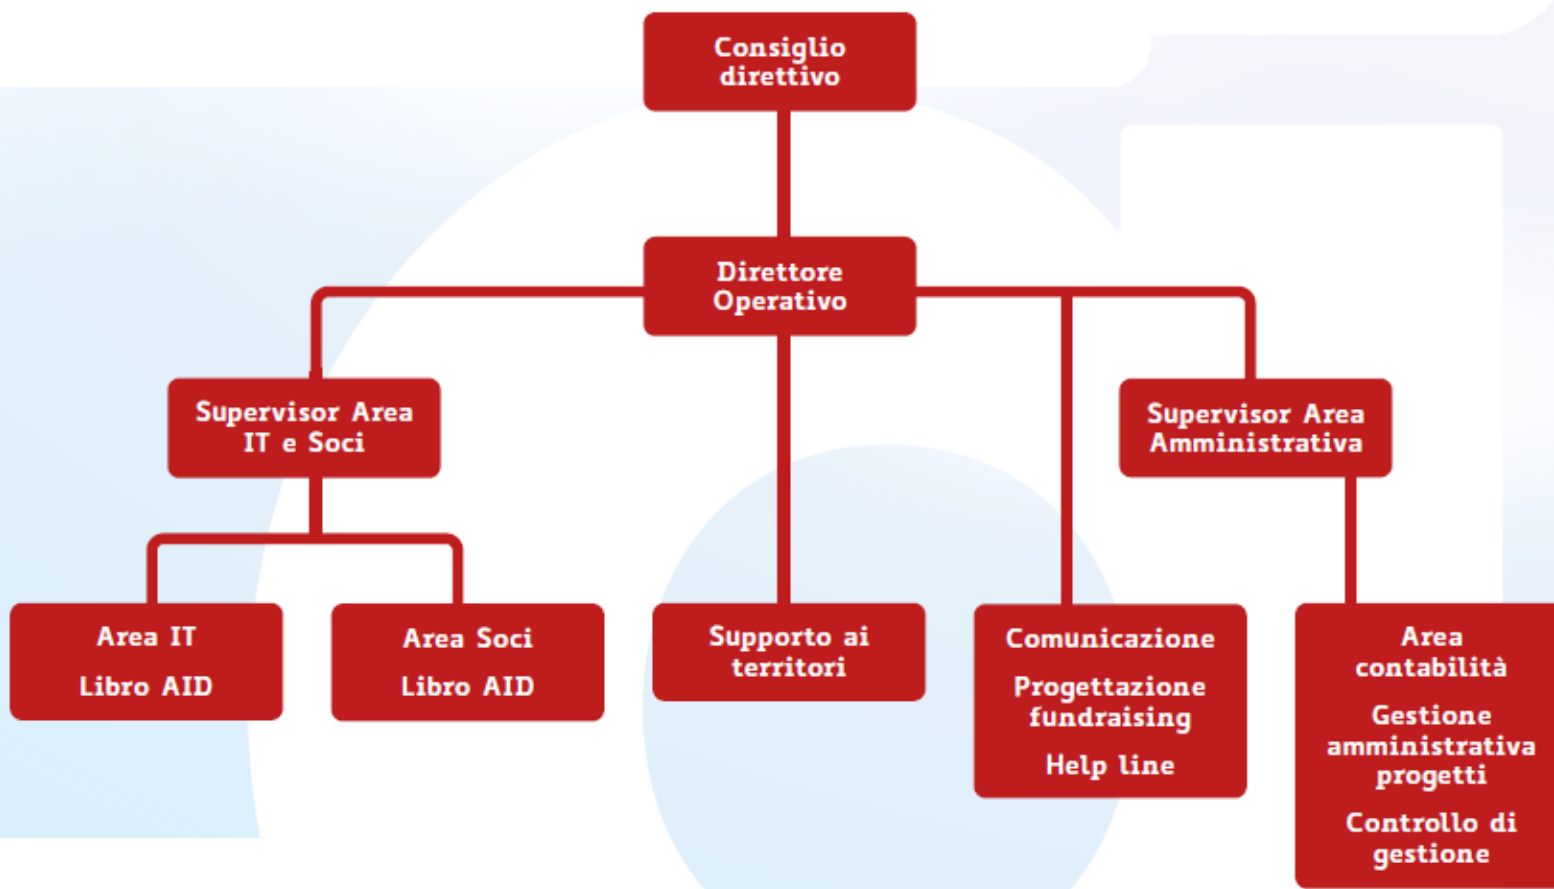 Consiglio
direttivo
Direttore
Operativo
Supervisor Area
IT e Soci
Supervisor Area
Amministrativa
Area IT
Libro AID
Area Soci
Libro AID
Supporto ai
territori
Comunicazione
Progettazione
fundraising
Help line
Area
contabilità
Gestione
amministrativa
progetti
Controllo di
gestione